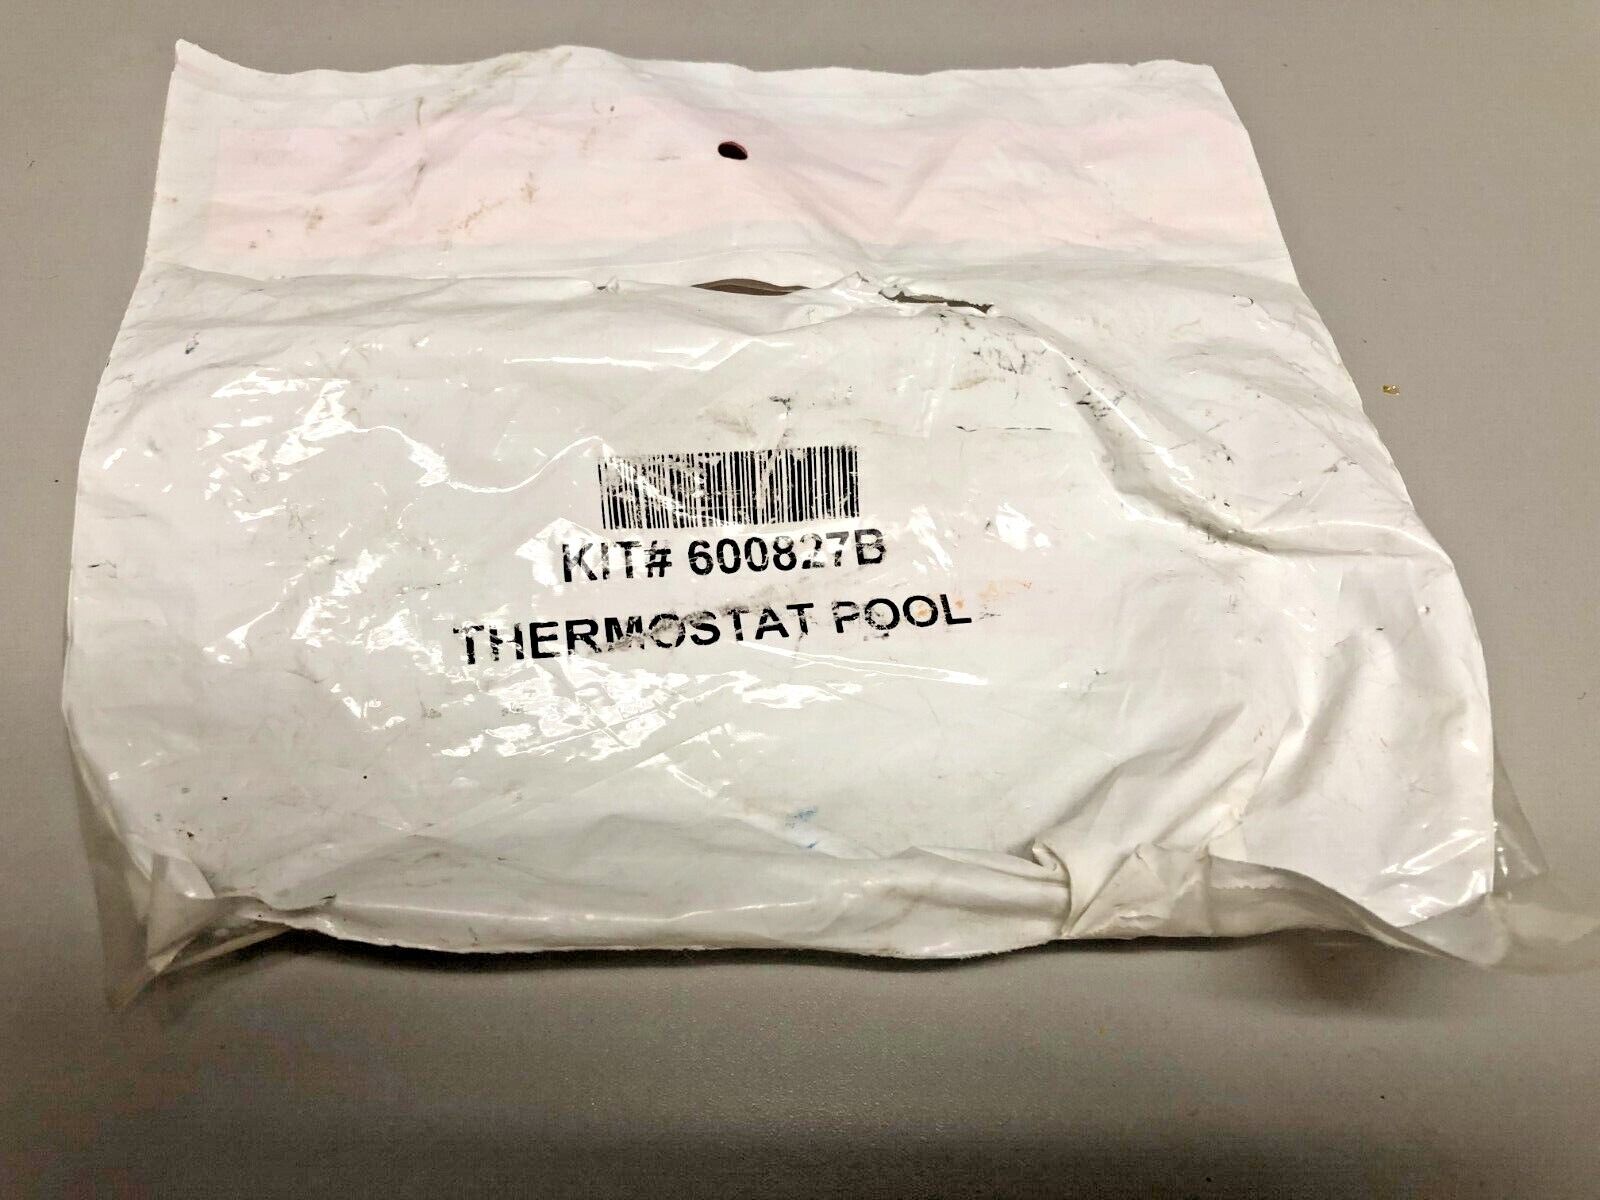 KIT# 600827B
THERMOSTAT POOL